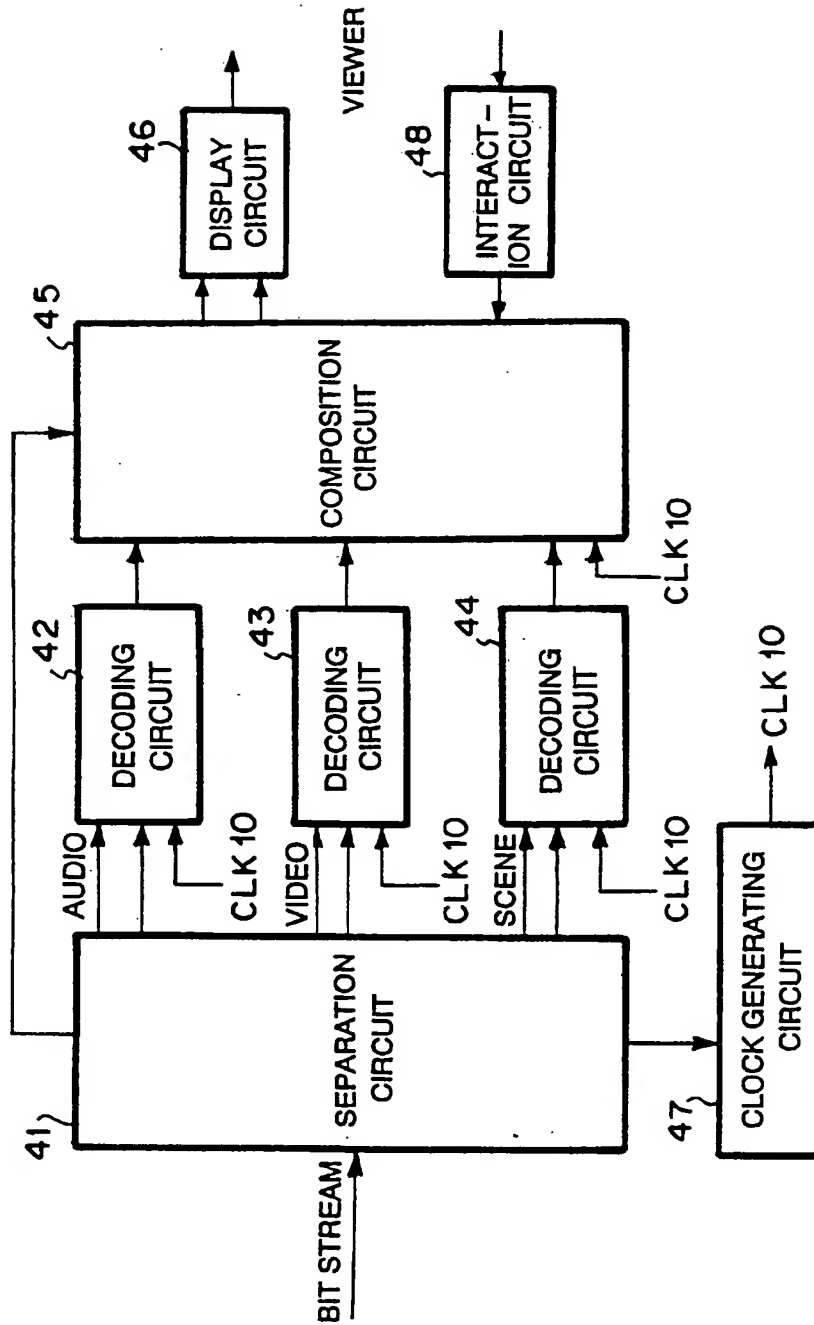 BIT STREAM
41
SEPARATION
CIRCUIT
AUDIO
CLK 10
VIDEO
CLK 10
SCENE
CLK 10
42
DECODING
CIRCUIT
43
DECODING
CIRCUIT
44
DECODING
CIRCUIT
45
COMPOSITION
CIRCUIT
CLK 10
46
DISPLAY
CIRCUIT
VIEWER
48
INTERACT-
ION CIRCUIT
47
CLOCK GENERATING
CIRCUIT
CLK 10